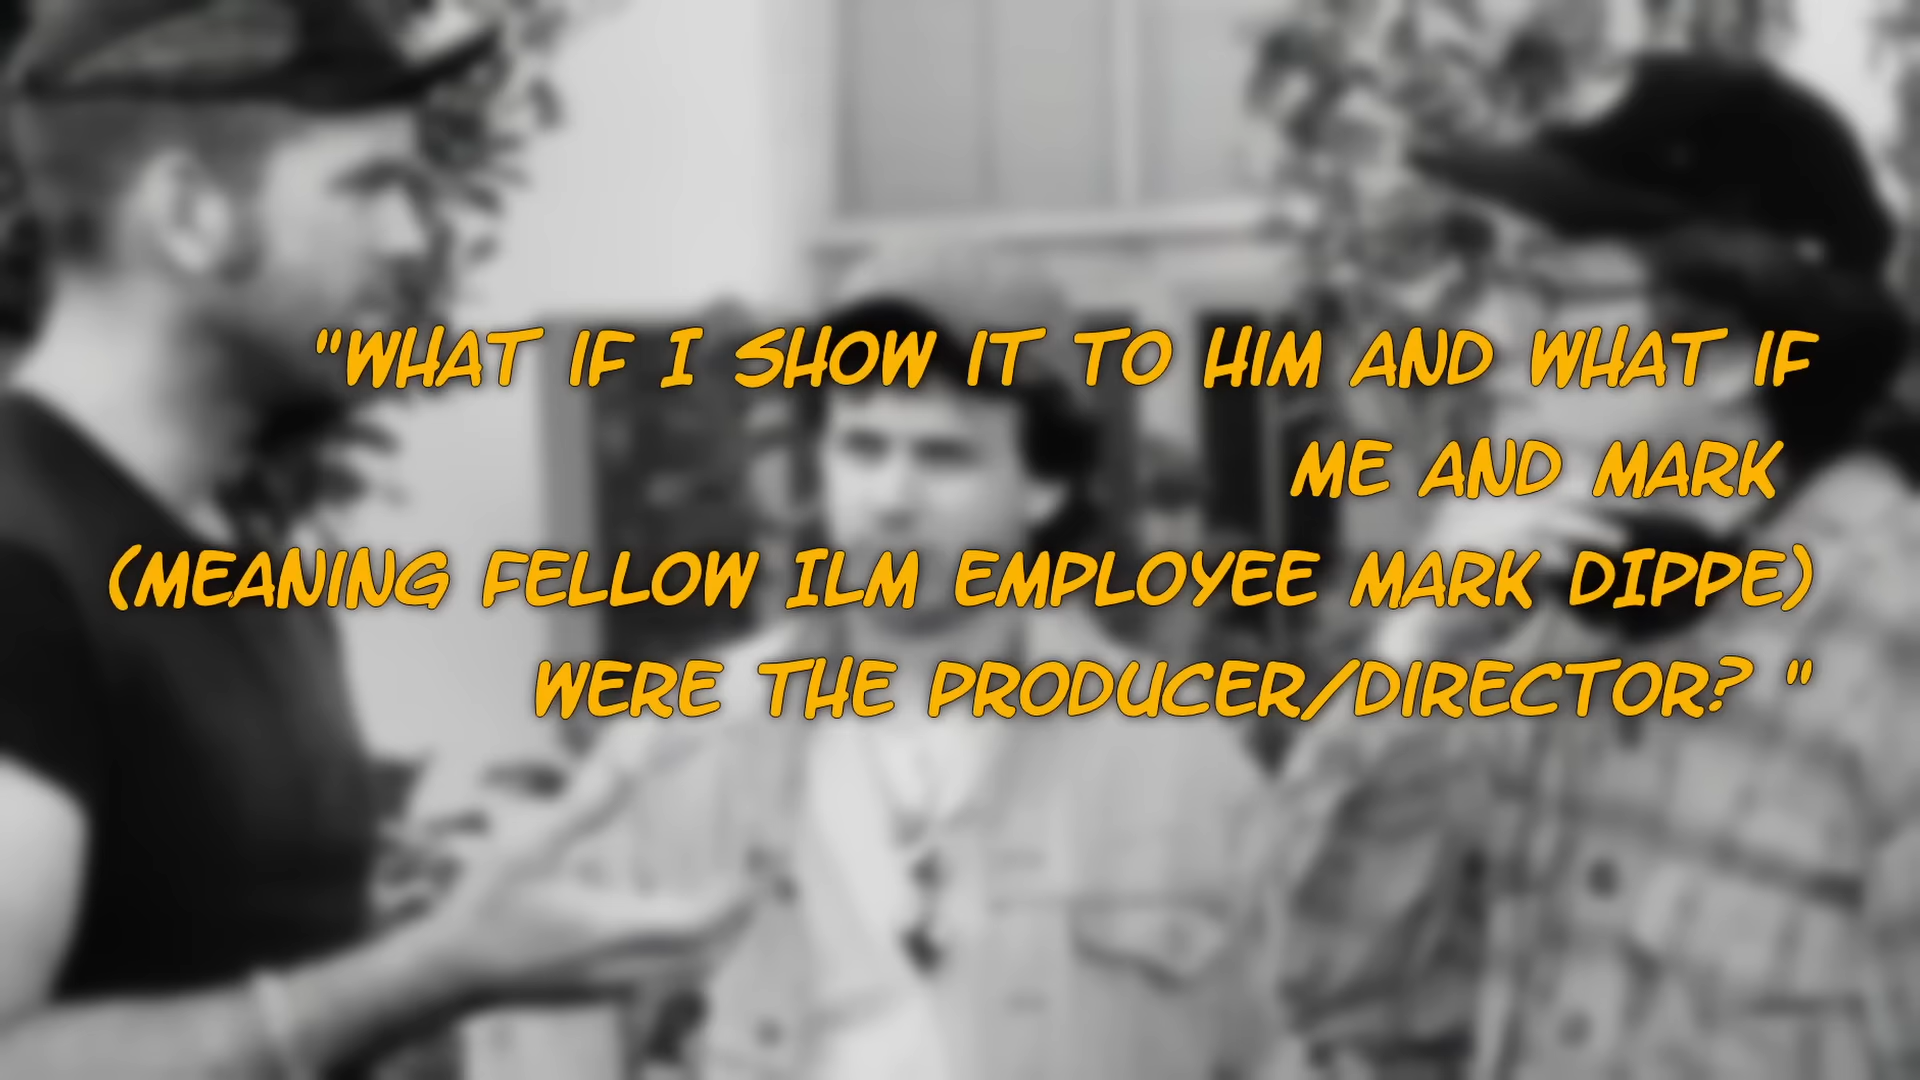 "WHAT IF I SHOW IT TO HIM AND WHAT IF
ME AND MARK
(MEANING FELLOW ILM EMPLOYEE MARK DIPPE)
WERE THE PRODUCER/DIRECTOR? "